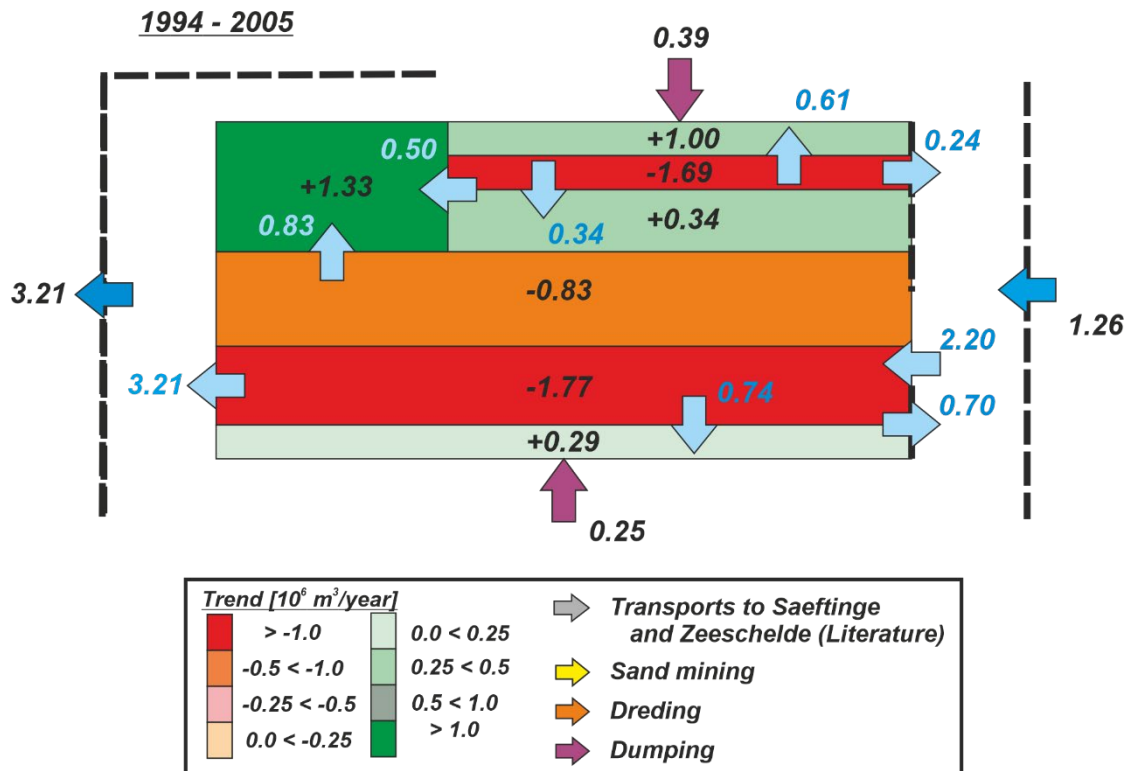 1994 - 2005
0.39
0.61
+1.00
0.50
0.24
-1.69
+1.33
+0.34
0.83
0.34
3.21
-0.83
1.26
2.20
3.21
-1.77
0.74
0.70
+0.29
0.25
Trend [10⁶ m³/year]
> -1.0
-0.5 < -1.0
-0.25 < -0.5
0.0 < -0.25
0.0 < 0.25
0.25 < 0.5
0.5 < 1.0
> 1.0
Transports to Saeftinge
and Zeeschelde (Literature)
Sand mining
Dreding
Dumping